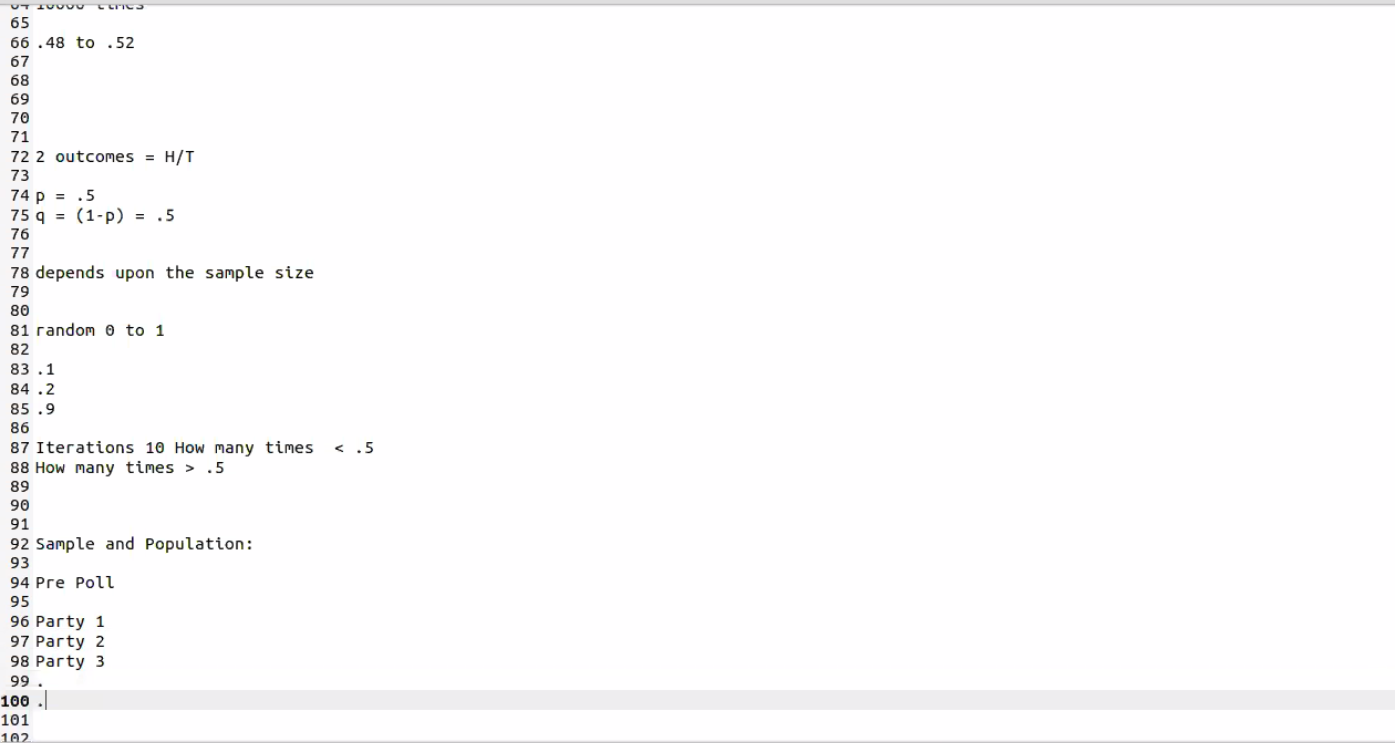 64 10000 times
65
66 .48 to .52
67
68
69
70
71
72 2 outcomes = H/T
73
74 p = .5
75 q = (1-p) = .5
76
77
78 depends upon the sample size
79
80
81 random 0 to 1
82
83 .1
84 .2
85 .9
86
87 Iterations 10 How many times  < .5
88 How many times > .5
89
90
91
92 Sample and Population:
93
94 Pre Poll
95
96 Party 1
97 Party 2
98 Party 3
99 .
100 .
101
102